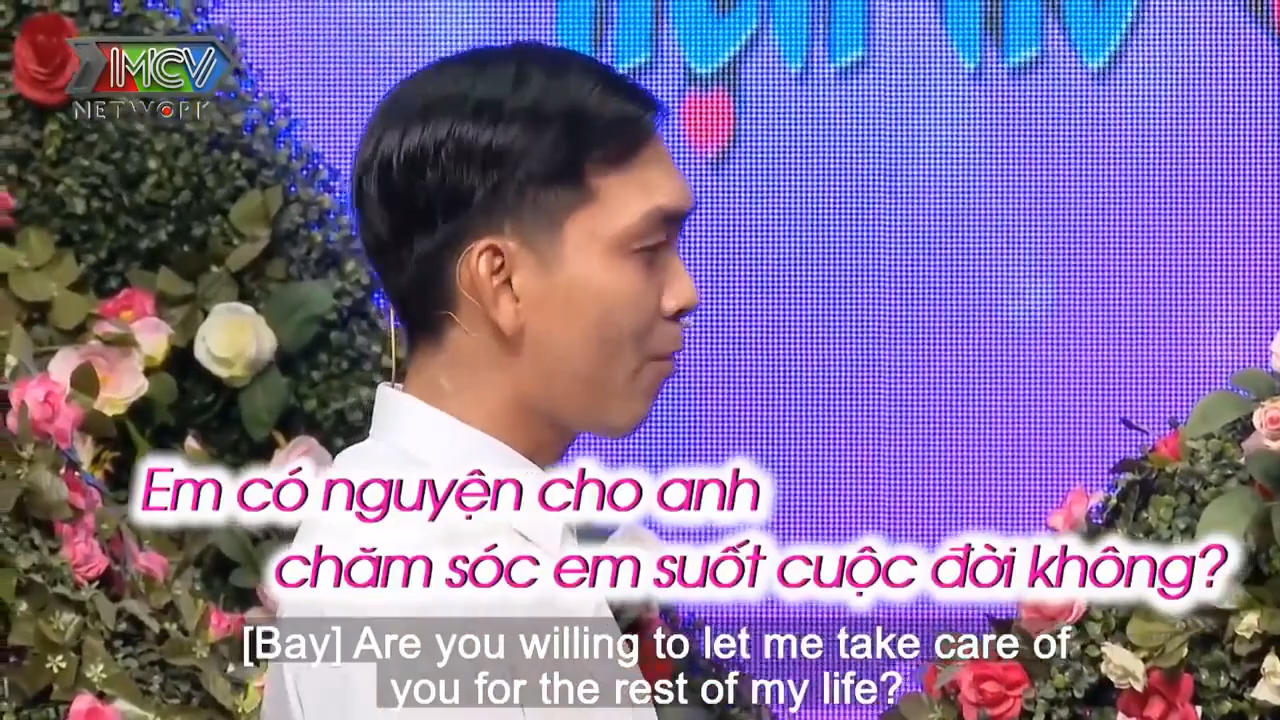 MCV
NETWORK
Em có nguyện cho anh
chăm sóc em suốt cuộc đời không?
[Bay] Are you willing to let me take care of
you for the rest of my life?